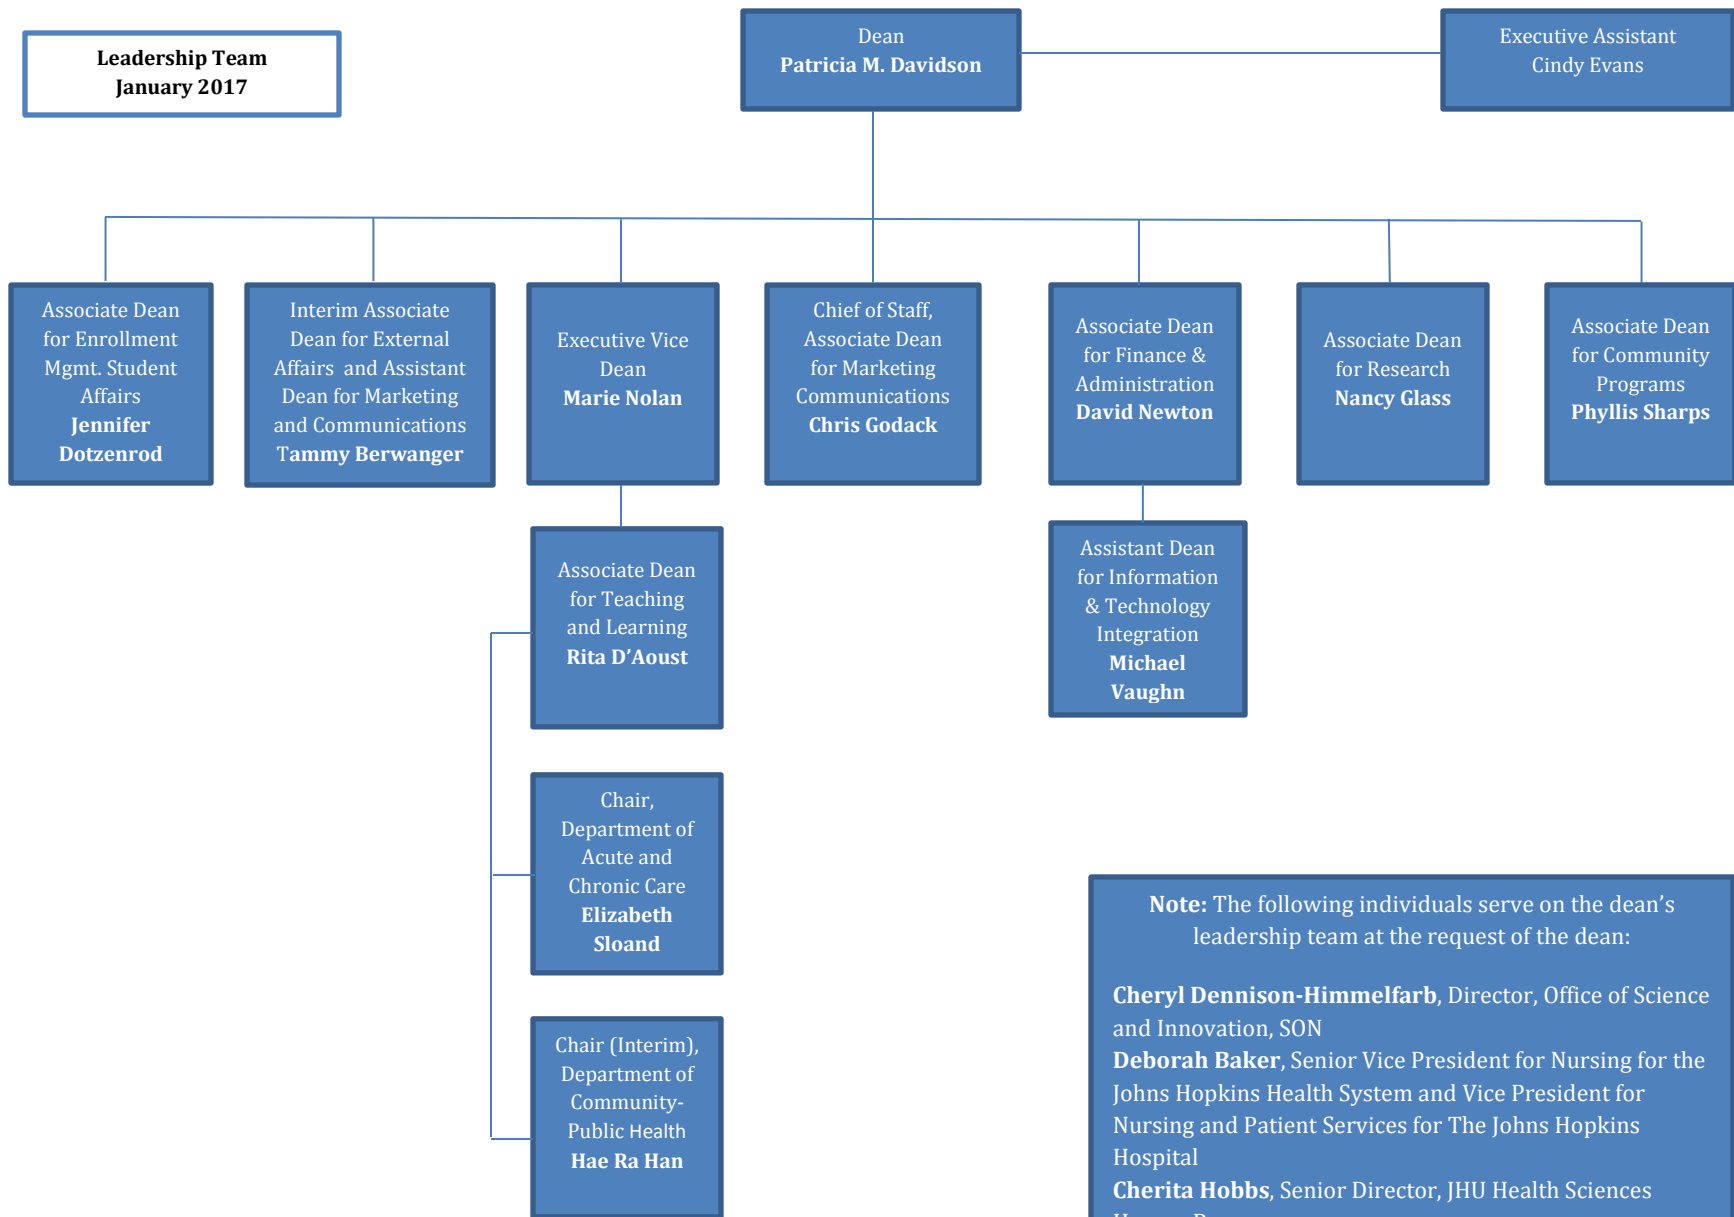 Leadership Team
January 2017
Dean
Patricia M. Davidson
Executive Assistant
Cindy Evans
Associate Dean
for Enrollment
Mgmt. Student
Affairs
Jennifer
Dotzenrod
Interim Associate
Dean for External
Affairs and Assistant
Dean for Marketing
and Communications
Tammy Berwanger
Executive Vice
Dean
Marie Nolan
Chief of Staff,
Associate Dean
for Marketing
Communications
Chris Godack
Associate Dean
for Finance &
Administration
David Newton
Associate Dean
for Research
Nancy Glass
Associate Dean
for Community
Programs
Phyllis Sharps
Associate Dean
for Teaching
and Learning
Rita D’Aoust
Assistant Dean
for Information
& Technology
Integration
Michael
Vaughn
Chair,
Department of
Acute and
Chronic Care
Elizabeth
Sloand
Chair (Interim),
Department of
Community-
Public Health
Hae Ra Han
Note: The following individuals serve on the dean’s
leadership team at the request of the dean:
Cheryl Dennison-Himmelfarb, Director, Office of Science
and Innovation, SON
Deborah Baker, Senior Vice President for Nursing for the
Johns Hopkins Health System and Vice President for
Nursing and Patient Services for The Johns Hopkins
Hospital
Cherita Hobbs, Senior Director, JHU Health Sciences